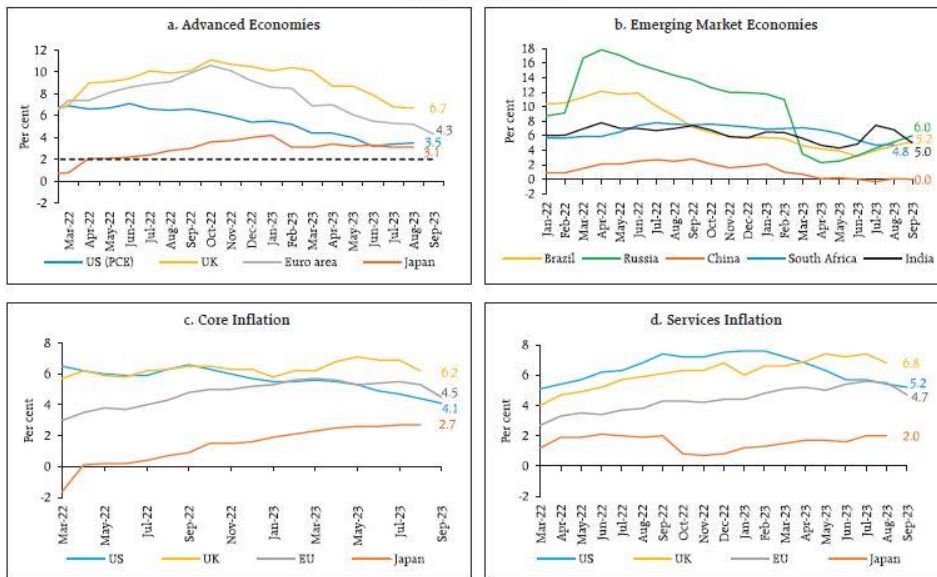 a. Advanced Economies
Per cent
12
10
8
6
4
2
0
-2
6.7
4.3
3.5
3.1
Mar-22
Apr-22
May-22
Jun-22
Jul-22
Aug-22
Sep-22
Oct-22
Nov-22
Dec-22
Jan-23
Feb-23
Mar-23
Apr-23
May-23
Jun-23
Jul-23
Aug-23
Sep-23
US (PCE) UK Euro area Japan
b. Emerging Market Economies
Per cent
18
16
14
12
10
8
6
4
2
0
-2
6.0
5.2
4.8 5.0
0.0
Jan-22
Feb-22
Mar-22
Apr-22
May-22
Jun-22
Jul-22
Aug-22
Sep-22
Oct-22
Nov-22
Dec-22
Jan-23
Feb-23
Mar-23
Apr-23
May-23
Jun-23
Jul-23
Aug-23
Sep-23
Brazil Russia China South Africa India
c. Core Inflation
Per cent
8
6
4
2
0
-2
6.2
4.5
4.1
2.7
Mar-22
May-22
Jul-22
Sep-22
Nov-22
Jan-23
Mar-23
May-23
Jul-23
Sep-23
US UK EU Japan
d. Services Inflation
Per cent
8
6
4
2
0
-2
6.8
5.2
4.7
2.0
Mar-22
Apr-22
May-22
Jun-22
Jul-22
Aug-22
Sep-22
Oct-22
Nov-22
Dec-22
Jan-23
Feb-23
Mar-23
Apr-23
May-23
Jun-23
Jul-23
Aug-23
Sep-23
US UK EU Japan